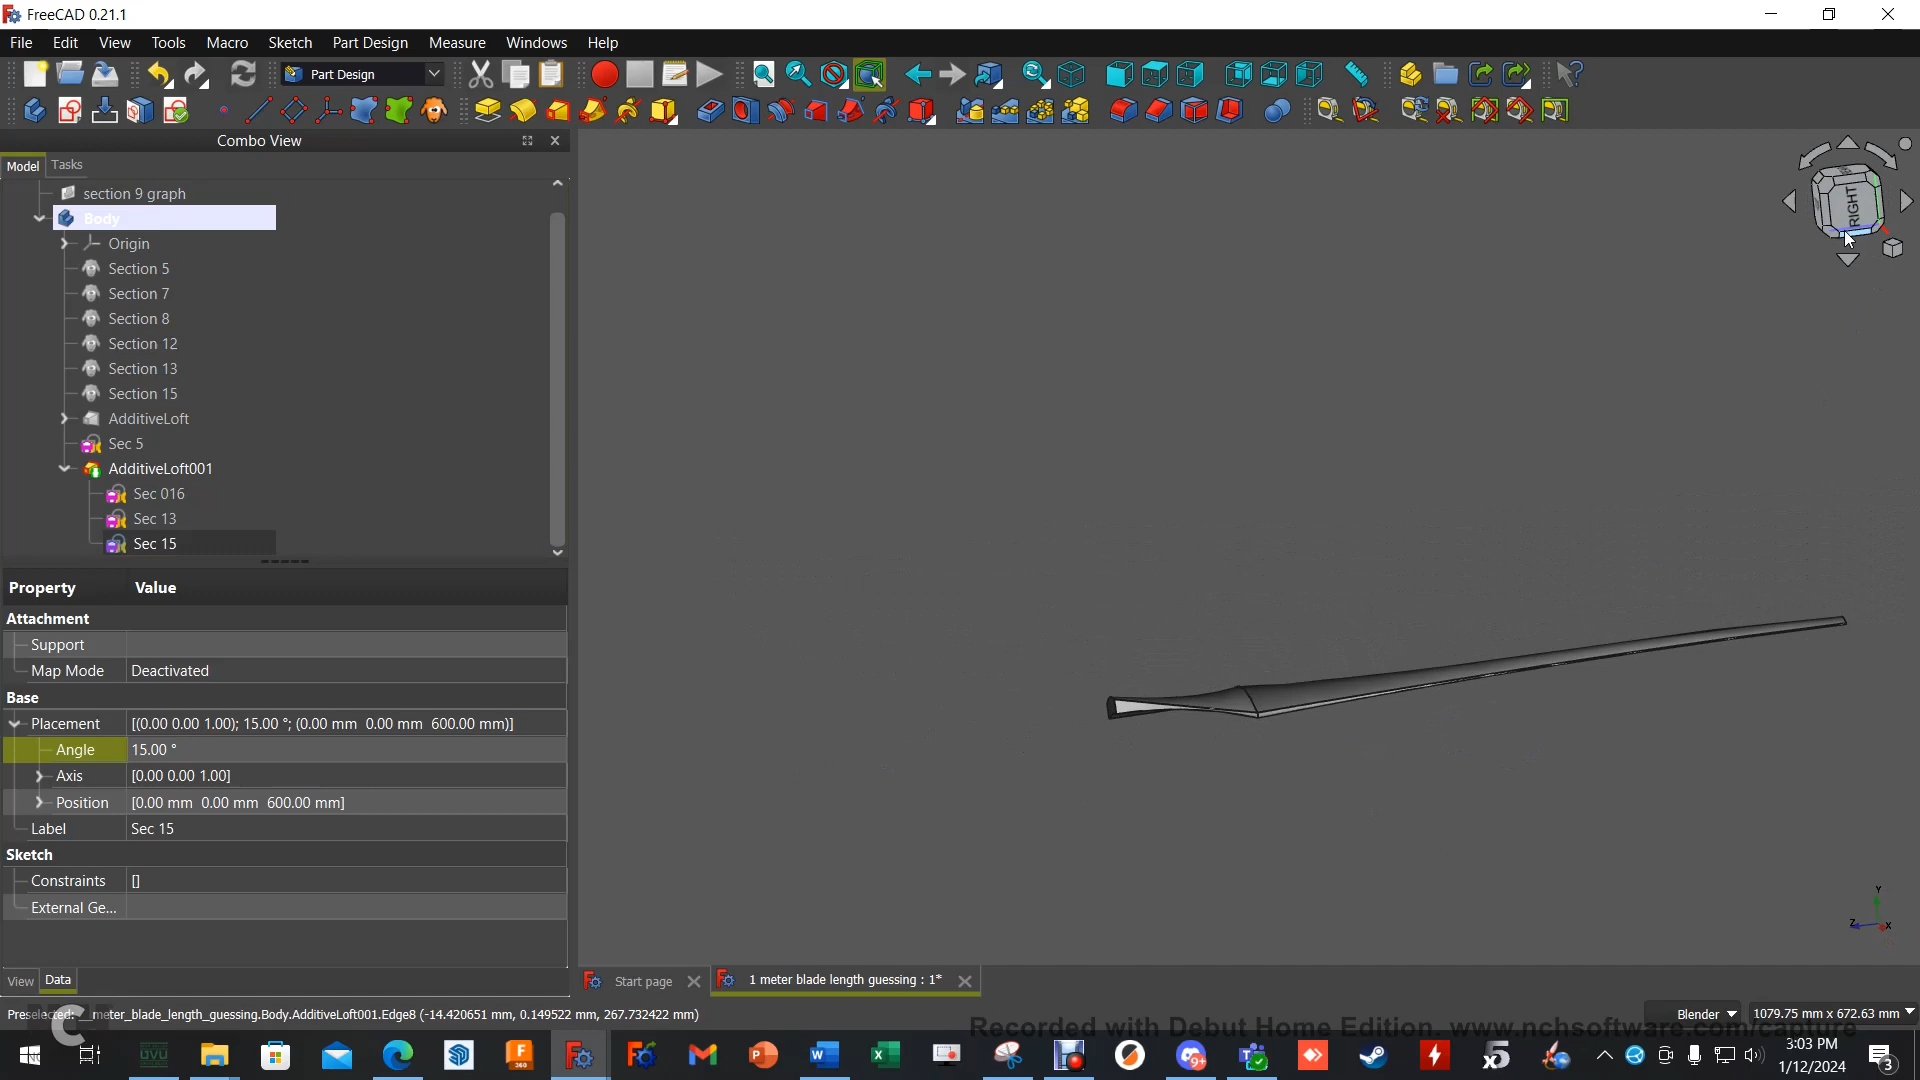 FreeCAD 0.21.1
File Edit View Tools Macro Sketch Part Design Measure Windows Help
Part Design
Combo View
Model Tasks
section 9 graph
Body
Origin
Section 5
Section 7
Section 8
Section 12
Section 13
Section 15
AdditiveLoft
Sec 5
AdditiveLoft001
Sec 016
Sec 13
Sec 15
RIGHT
Property Value
Attachment
Support
Map Mode Deactivated
Base
Placement [(0.00 0.00 1.00); 15.00 °; (0.00 mm 0.00 mm 600.00 mm)]
Angle 15.00 °
Axis [0.00 0.00 1.00]
Position [0.00 mm 0.00 mm 600.00 mm]
Label Sec 15
Sketch
Constraints []
External Ge...
Y
Z
X
View Data
Start page
1 meter blade length guessing : 1*
Preselected: __meter_blade_length_guessing.Body.AdditiveLoft001.Edge8 (-14.420651 mm, 0.149522 mm, 267.732422 mm)
Blender
1079.75 mm x 672.63 mm
Recorded with Debut Home Edition. www.nchsoftware.com/capture
3:03 PM
1/12/2024
3